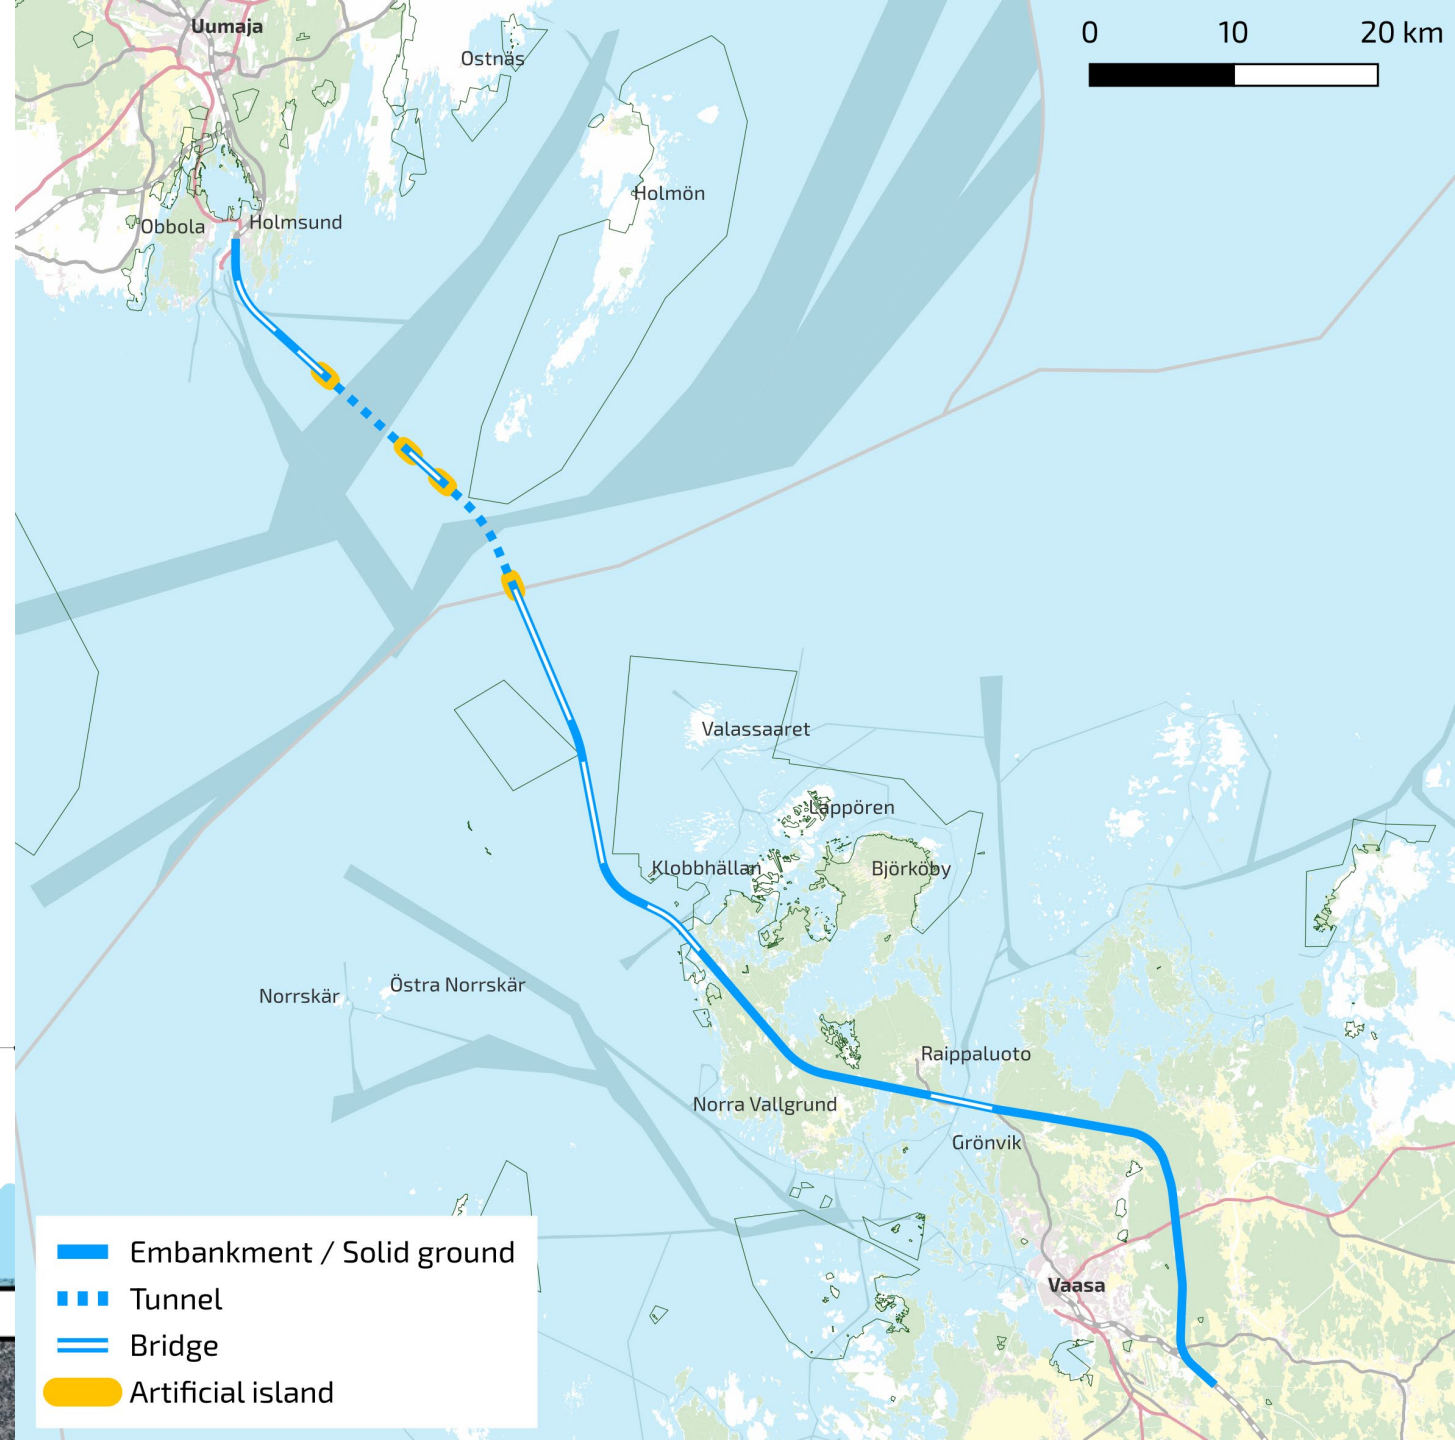 Uumaja
0 10 20 km
Ostnäs
Holmön
Obbola
Holmsund
Valassaaret
Lappören
Klobbhällan
Björköby
Östra Norrskär
Norrskär
Raippaluoto
Norra Vallgrund
Grönvik
Vaasa
Embankment / Solid ground
Tunnel
Bridge
Artificial island